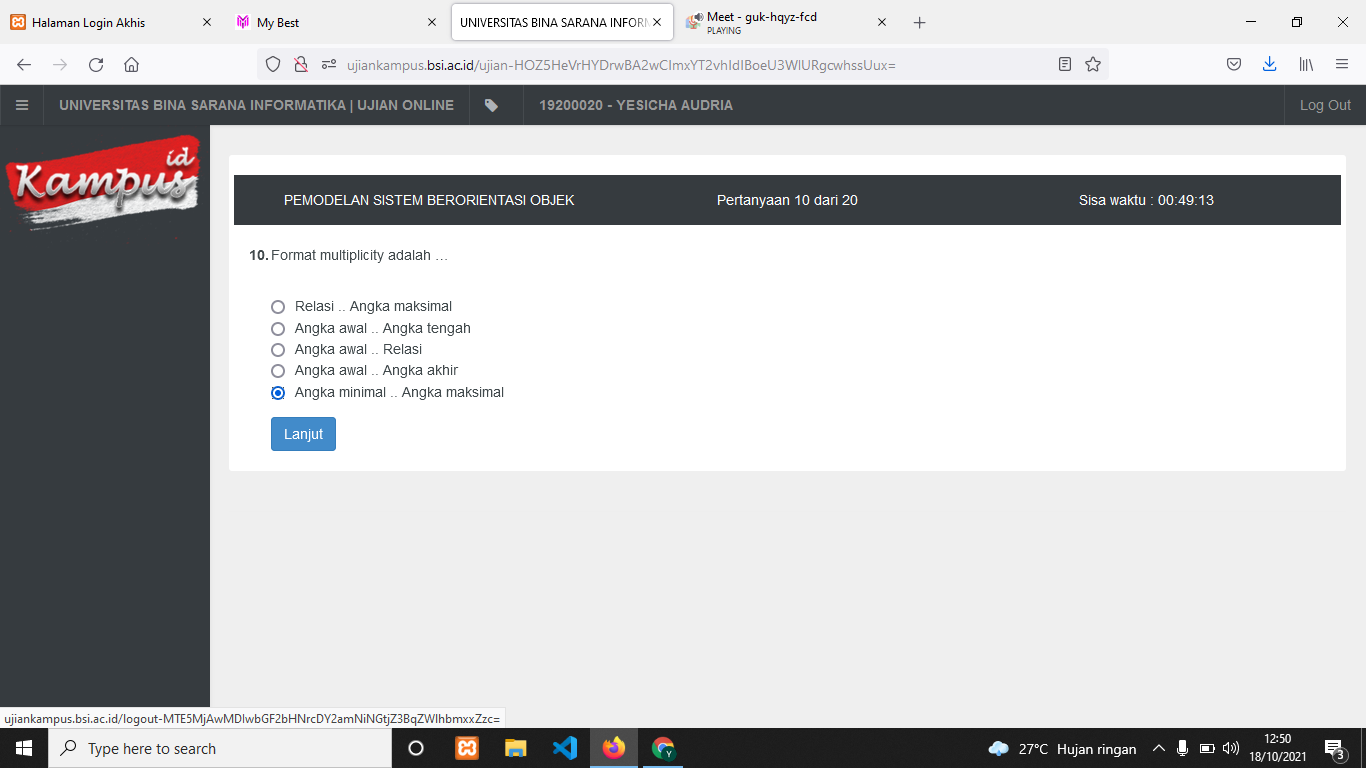 Halaman Login Akhis
My Best
UNIVERSITAS BINA SARANA INFORM
Meet - guk-hqyz-fcd
PLAYING
ujiankampus.bsi.ac.id/ujian-HOZ5HeVrHYDrwBA2wCImxYT2vhIdIBoeU3WlURgcwhssUux=
UNIVERSITAS BINA SARANA INFORMATIKA | UJIAN ONLINE
19200020 - YESICHA AUDRIA
Log Out
Kampus id
PEMODELAN SISTEM BERORIENTASI OBJEK
Pertanyaan 10 dari 20
Sisa waktu : 00:49:13
10. Format multiplicity adalah …
Relasi .. Angka maksimal
Angka awal .. Angka tengah
Angka awal .. Relasi
Angka awal .. Angka akhir
Angka minimal .. Angka maksimal
Lanjut
ujiankampus.bsi.ac.id/logout-MTE5MjAwMDIwbGF2bHNrcDY2amNiNGtjZ3BqZWlhbmxxZzc=
Type here to search
Y
27°C Hujan ringan
12:50
18/10/2021
3